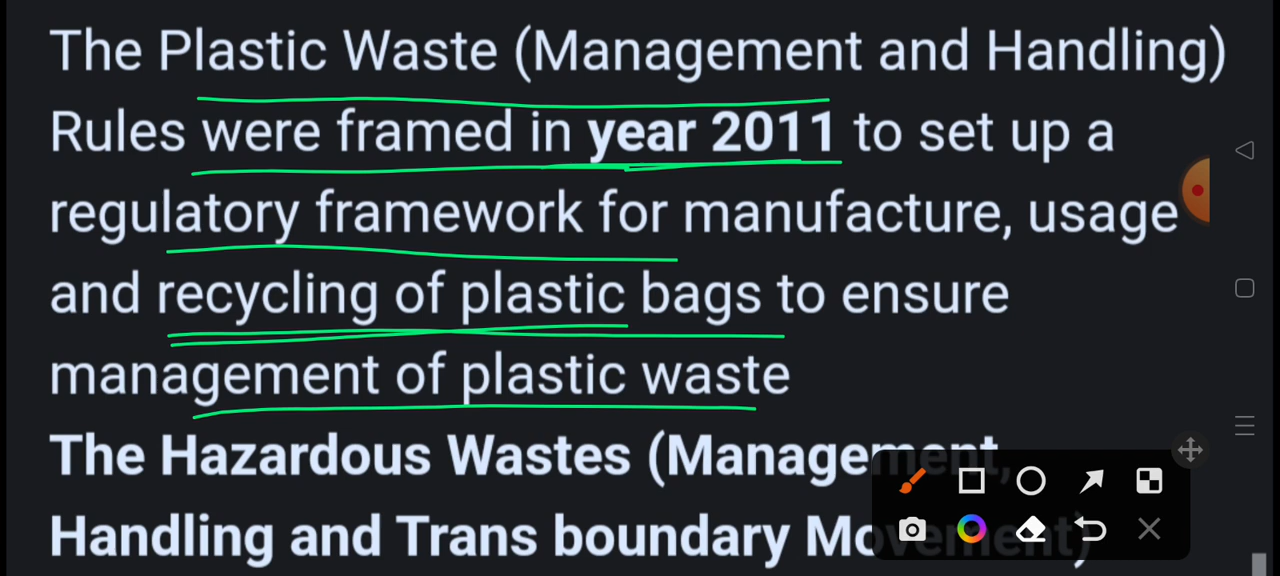 The Plastic Waste (Management and Handling)
Rules were framed in year 2011 to set up a
regulatory framework for manufacture, usage
and recycling of plastic bags to ensure
management of plastic waste
The Hazardous Wastes (Management,
Handling and Trans boundary Movement)